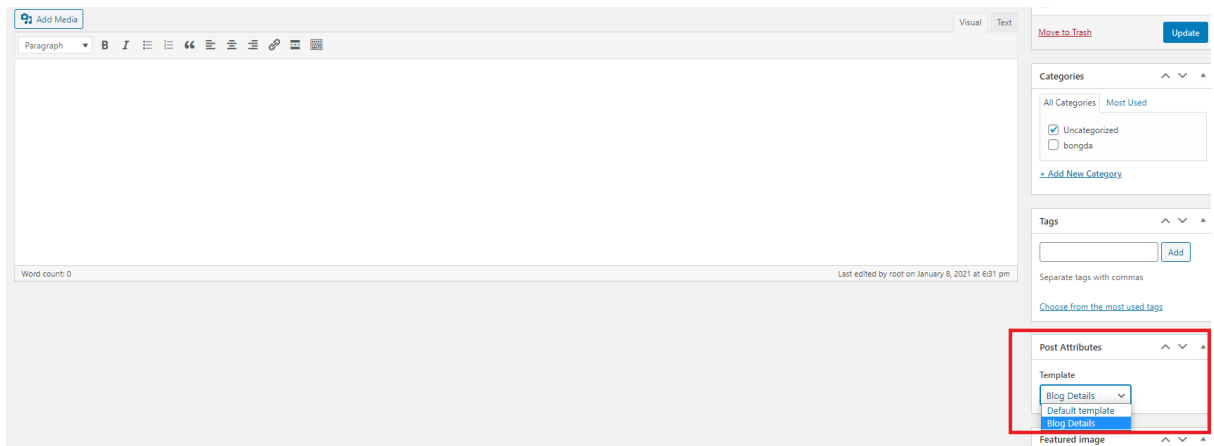 Add Media
Visual Text
Paragraph
B I
Word count: 0
Last edited by root on January 8, 2021 at 6:31 pm
Move to Trash
Update
Categories
All Categories Most Used
Uncategorized
bongda
+ Add New Category
Tags
Add
Separate tags with commas
Choose from the most used tags
Post Attributes
Template
Blog Details
Default template
Blog Details
Featured image